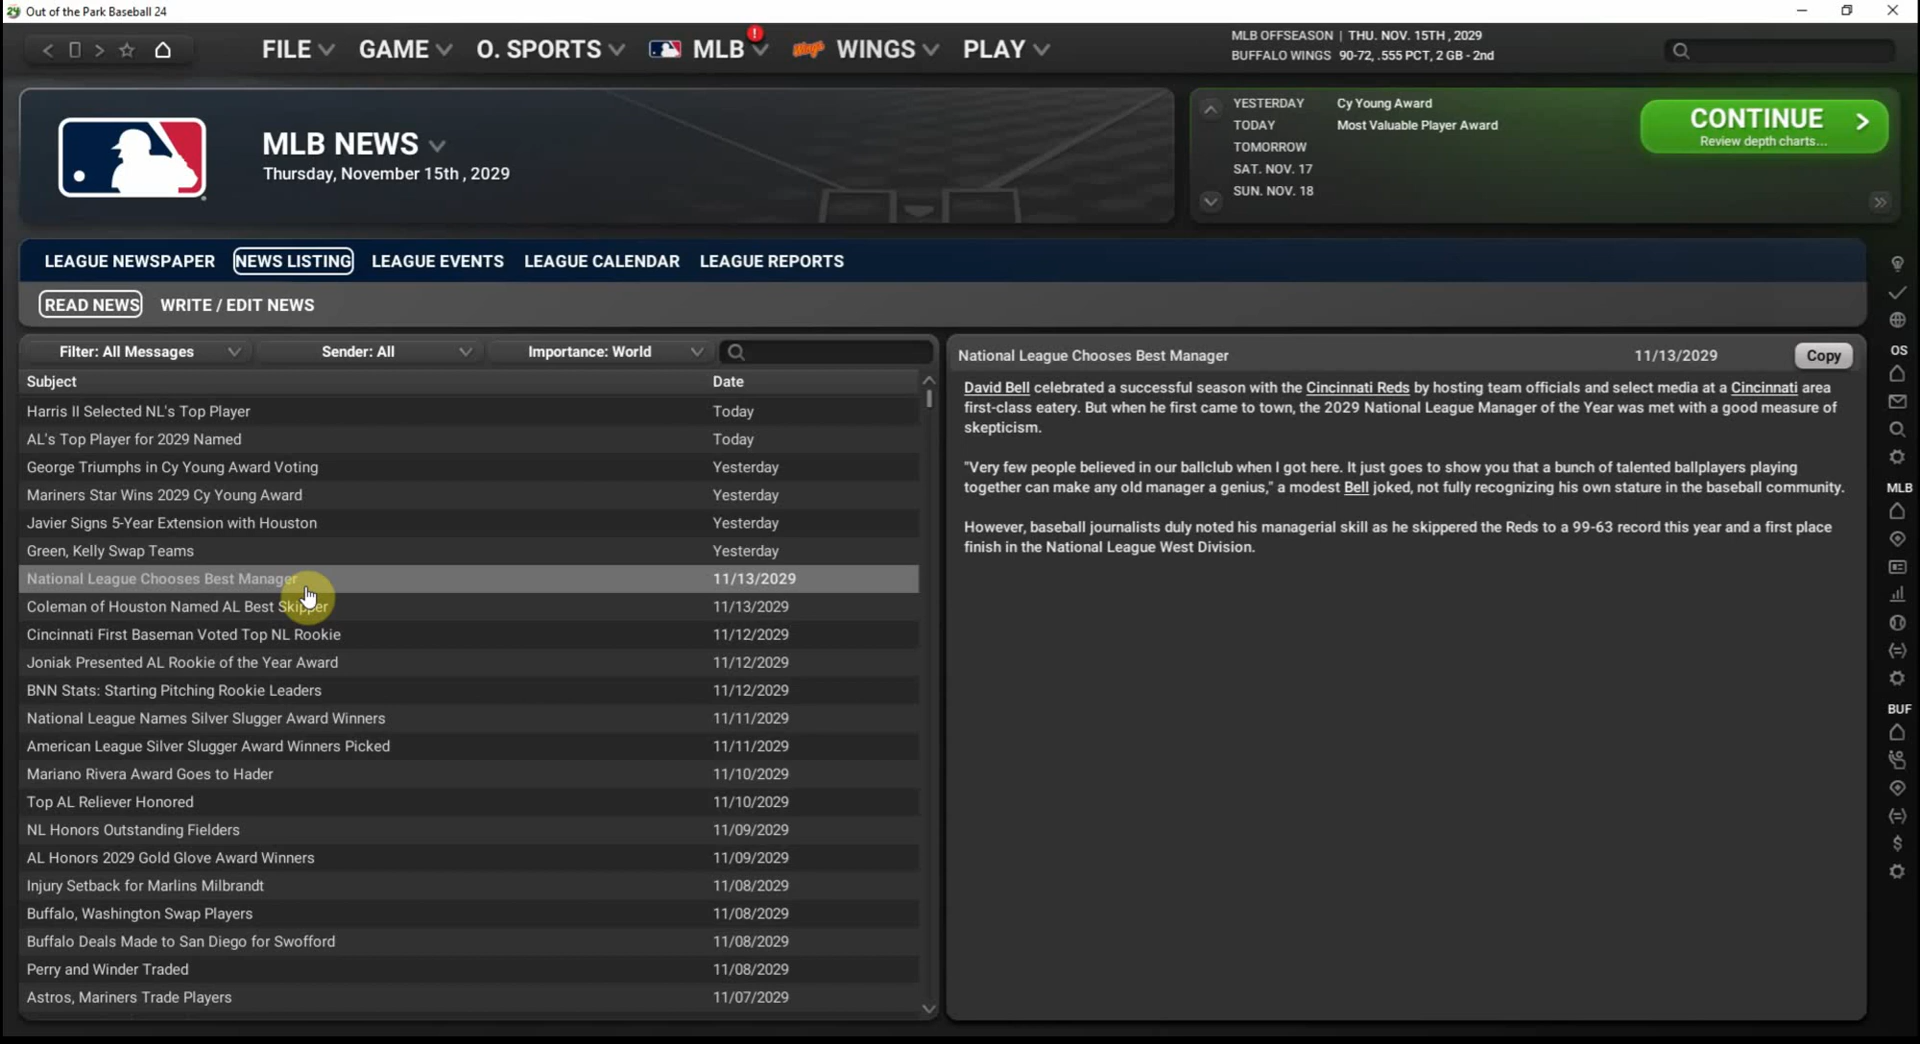 Out of the Park Baseball 24
FILE GAME O. SPORTS MLB ! WINGS PLAY
MLB OFFSEASON | THU. NOV. 15TH , 2029
BUFFALO WINGS 90-72, .555 PCT, 2 GB - 2nd
MLB NEWS
Thursday, November 15th , 2029
YESTERDAY Cy Young Award
TODAY Most Valuable Player Award
TOMORROW
SAT. NOV. 17
SUN. NOV. 18
CONTINUE
Review depth charts...
LEAGUE NEWSPAPER NEWS LISTING LEAGUE EVENTS LEAGUE CALENDAR LEAGUE REPORTS
READ NEWS WRITE / EDIT NEWS
Filter: All Messages Sender: All Importance: World
Subject Date
Harris II Selected NL's Top Player Today
AL's Top Player for 2029 Named Today
George Triumphs in Cy Young Award Voting Yesterday
Mariners Star Wins 2029 Cy Young Award Yesterday
Javier Signs 5-Year Extension with Houston Yesterday
Green, Kelly Swap Teams Yesterday
National League Chooses Best Manager 11/13/2029
Coleman of Houston Named AL Best Skipper 11/13/2029
Cincinnati First Baseman Voted Top NL Rookie 11/12/2029
Joniak Presented AL Rookie of the Year Award 11/12/2029
BNN Stats: Starting Pitching Rookie Leaders 11/12/2029
National League Names Silver Slugger Award Winners 11/11/2029
American League Silver Slugger Award Winners Picked 11/11/2029
Mariano Rivera Award Goes to Hader 11/10/2029
Top AL Reliever Honored 11/10/2029
NL Honors Outstanding Fielders 11/09/2029
AL Honors 2029 Gold Glove Award Winners 11/09/2029
Injury Setback for Marlins Milbrandt 11/08/2029
Buffalo, Washington Swap Players 11/08/2029
Buffalo Deals Made to San Diego for Swofford 11/08/2029
Perry and Winder Traded 11/08/2029
Astros, Mariners Trade Players 11/07/2029
National League Chooses Best Manager 11/13/2029 Copy
David Bell celebrated a successful season with the Cincinnati Reds by hosting team officials and select media at a Cincinnati area
first-class eatery. But when he first came to town, the 2029 National League Manager of the Year was met with a good measure of
skepticism.
"Very few people believed in our ballclub when I got here. It just goes to show you that a bunch of talented ballplayers playing
together can make any old manager a genius," a modest Bell joked, not fully recognizing his own stature in the baseball community.
However, baseball journalists duly noted his managerial skill as he skippered the Reds to a 99-63 record this year and a first place
finish in the National League West Division.
OS
MLB
BUF